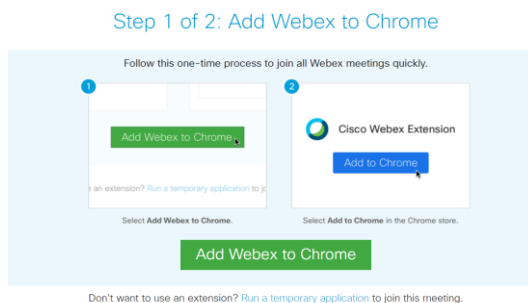 Step 1 of 2: Add Webex to Chrome
Follow this one-time process to join all Webex meetings quickly.
1
Add Webex to Chrome
an extension? Run a temporary application to jo
Select Add Webex to Chrome.
2
Cisco Webex Extension
Add to Chrome
Select Add to Chrome in the Chrome store.
Add Webex to Chrome
Don't want to use an extension? Run a temporary application to join this meeting.